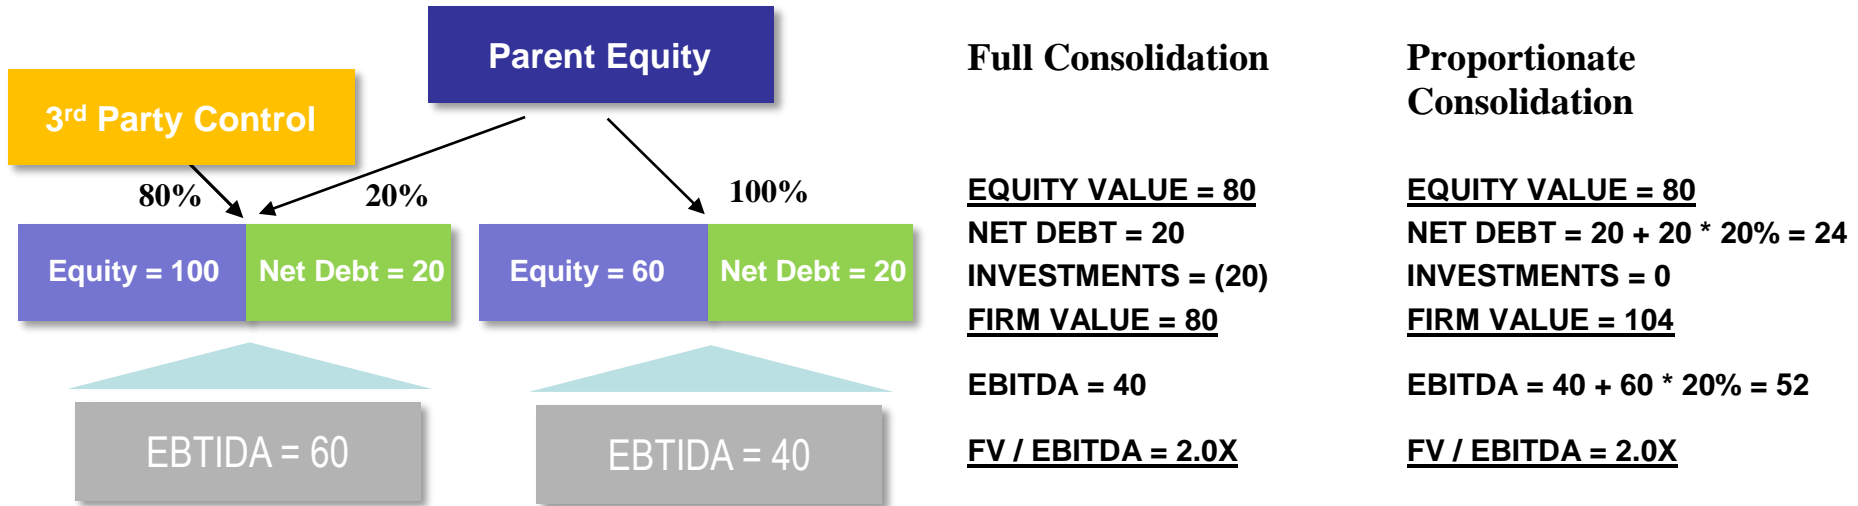 Parent Equity
3rd Party Control
80%
20%
100%
Equity = 100
Net Debt = 20
Equity = 60
Net Debt = 20
EBTIDA = 60
EBTIDA = 40
Full Consolidation
EQUITY VALUE = 80
NET DEBT = 20
INVESTMENTS = (20)
FIRM VALUE = 80
EBITDA = 40
FV / EBITDA = 2.0X
Proportionate
Consolidation
EQUITY VALUE = 80
NET DEBT = 20 + 20 * 20% = 24
INVESTMENTS = 0
FIRM VALUE = 104
EBITDA = 40 + 60 * 20% = 52
FV / EBITDA = 2.0X